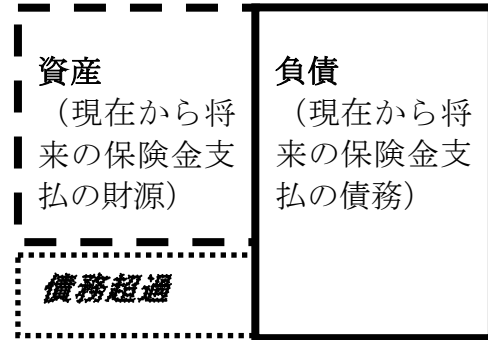 資産
（現在から将
来の保険金支
払の財源）
債務超過
負債
（現在から将
来の保険金支
払の債務）